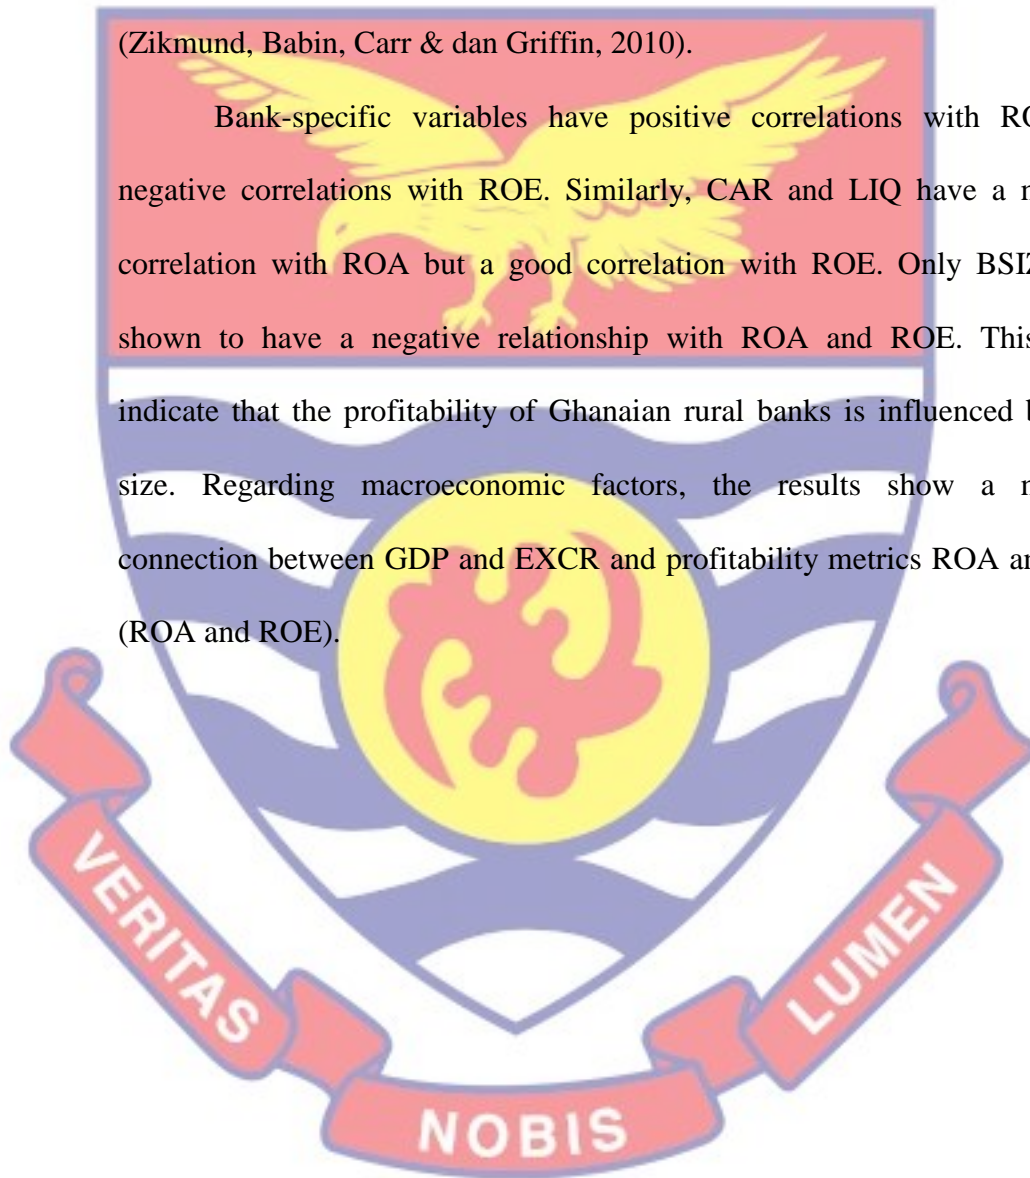 (Zikmund, Babin, Carr & dan Griffin, 2010).
Bank-specific variables have positive correlations with
negative correlations with ROE. Similarly, CAR and LIQ have a
correlation with ROA but a good correlation with ROE. Only
shown to have a negative relationship with ROA and ROE. This
indicate that the profitability of Ghanaian rural banks is influenced
size. Regarding macroeconomic factors, the results show a
connection between GDP and EXCR and profitability metrics ROA
(ROA and ROE).
VERITAS
NOBIS
LUMEN